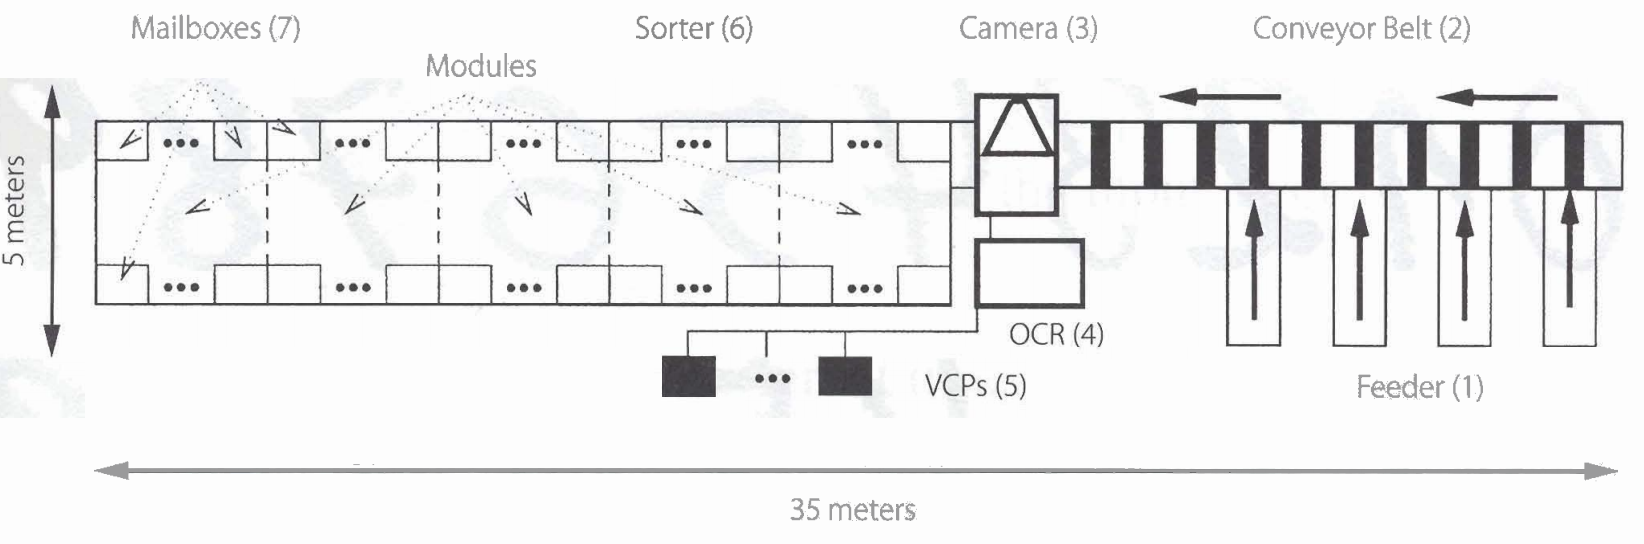 Mailboxes (7)
Sorter (6)
Camera (3)
Conveyor Belt (2)
Modules
5 meters
OCR (4)
VCPs (5)
Feeder (1)
35 meters